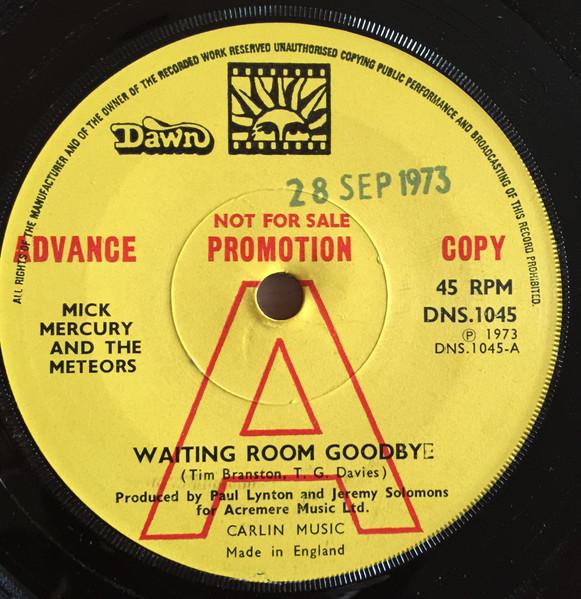 ALL RIGHTS OF THE MANUFACTURER AND OF THE OWNER OF THE RECORDED WORK RESERVED UNAUTHORISED COPYING PUBLIC PERFORMANCE AND BROADCASTING OF THIS RECORD PROHIBITED.
Dawn
28 SEP 1973
NOT FOR SALE
ADVANCE PROMOTION COPY
45 RPM
DNS.1045
Ⓟ 1973
DNS.1045-A
MICK
MERCURY
AND THE
METEORS
A
WAITING ROOM GOODBYE
(Tim Branston, T. G. Davies)
Produced by Paul Lynton and Jeremy Solomons
for Acremere Music Ltd.
CARLIN MUSIC
Made in England